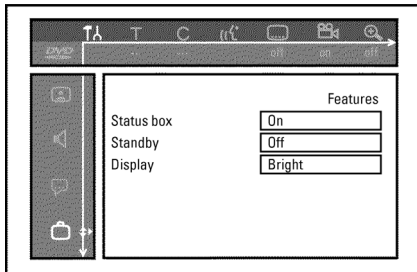 T C
DVD -- --- off on off
Features
Status box On
Standby Off
Display Bright